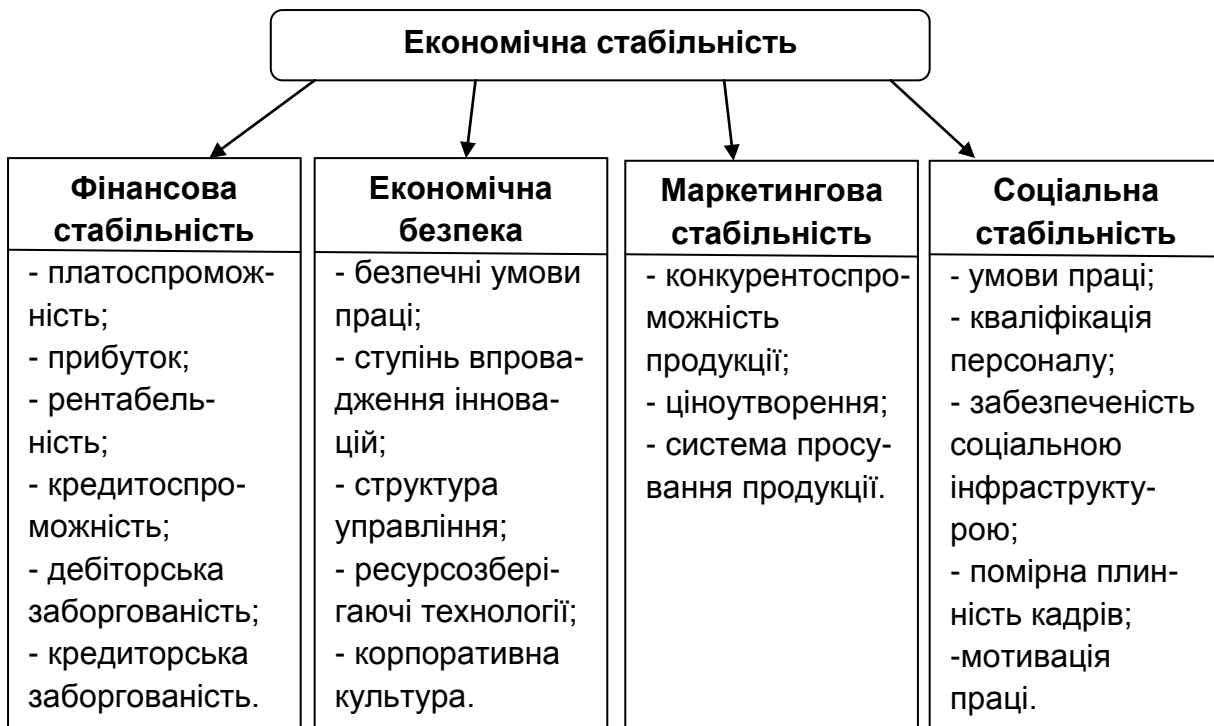 Економічна стабільність
Фінансова
стабільність
- платоспромож-
ність;
- прибуток;
- рентабель-
ність;
- кредитоспро-
можність;
- дебіторська
заборгованість;
- кредиторська
заборгованість.
Економічна
безпека
- безпечні умови
праці;
- ступінь впрова-
дження іннова-
цій;
- структура
управління;
- ресурсозбері-
гаючі технології;
- корпоративна
культура.
Маркетингова
стабільність
- конкурентоспро-
можність
продукції;
- ціноутворення;
- система просу-
вання продукції.
Соціальна
стабільність
- умови праці;
- кваліфікація
персоналу;
- забезпеченість
соціальною
інфраструкту-
рою;
- помірна плин-
ність кадрів;
-мотивація
праці.